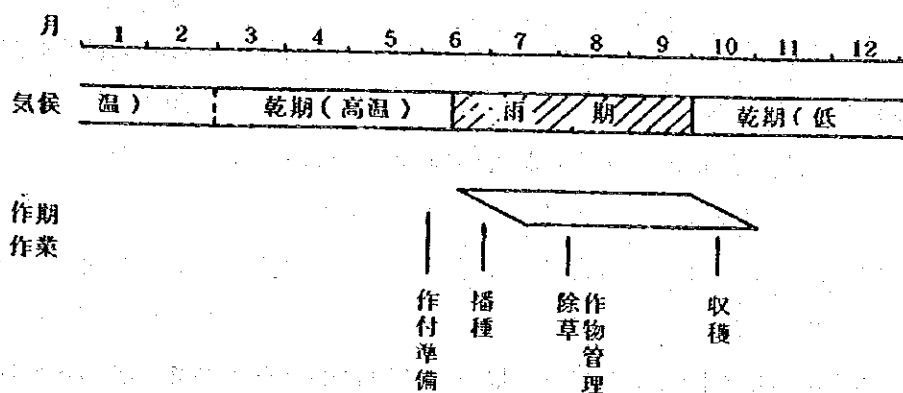 月 1 2 3 4 5 6 7 8 9 10 11 12
気候 温) 乾期(高温) 雨期 乾期(低
作期
作業
作付準備
播種
除草
作物管理
収穫